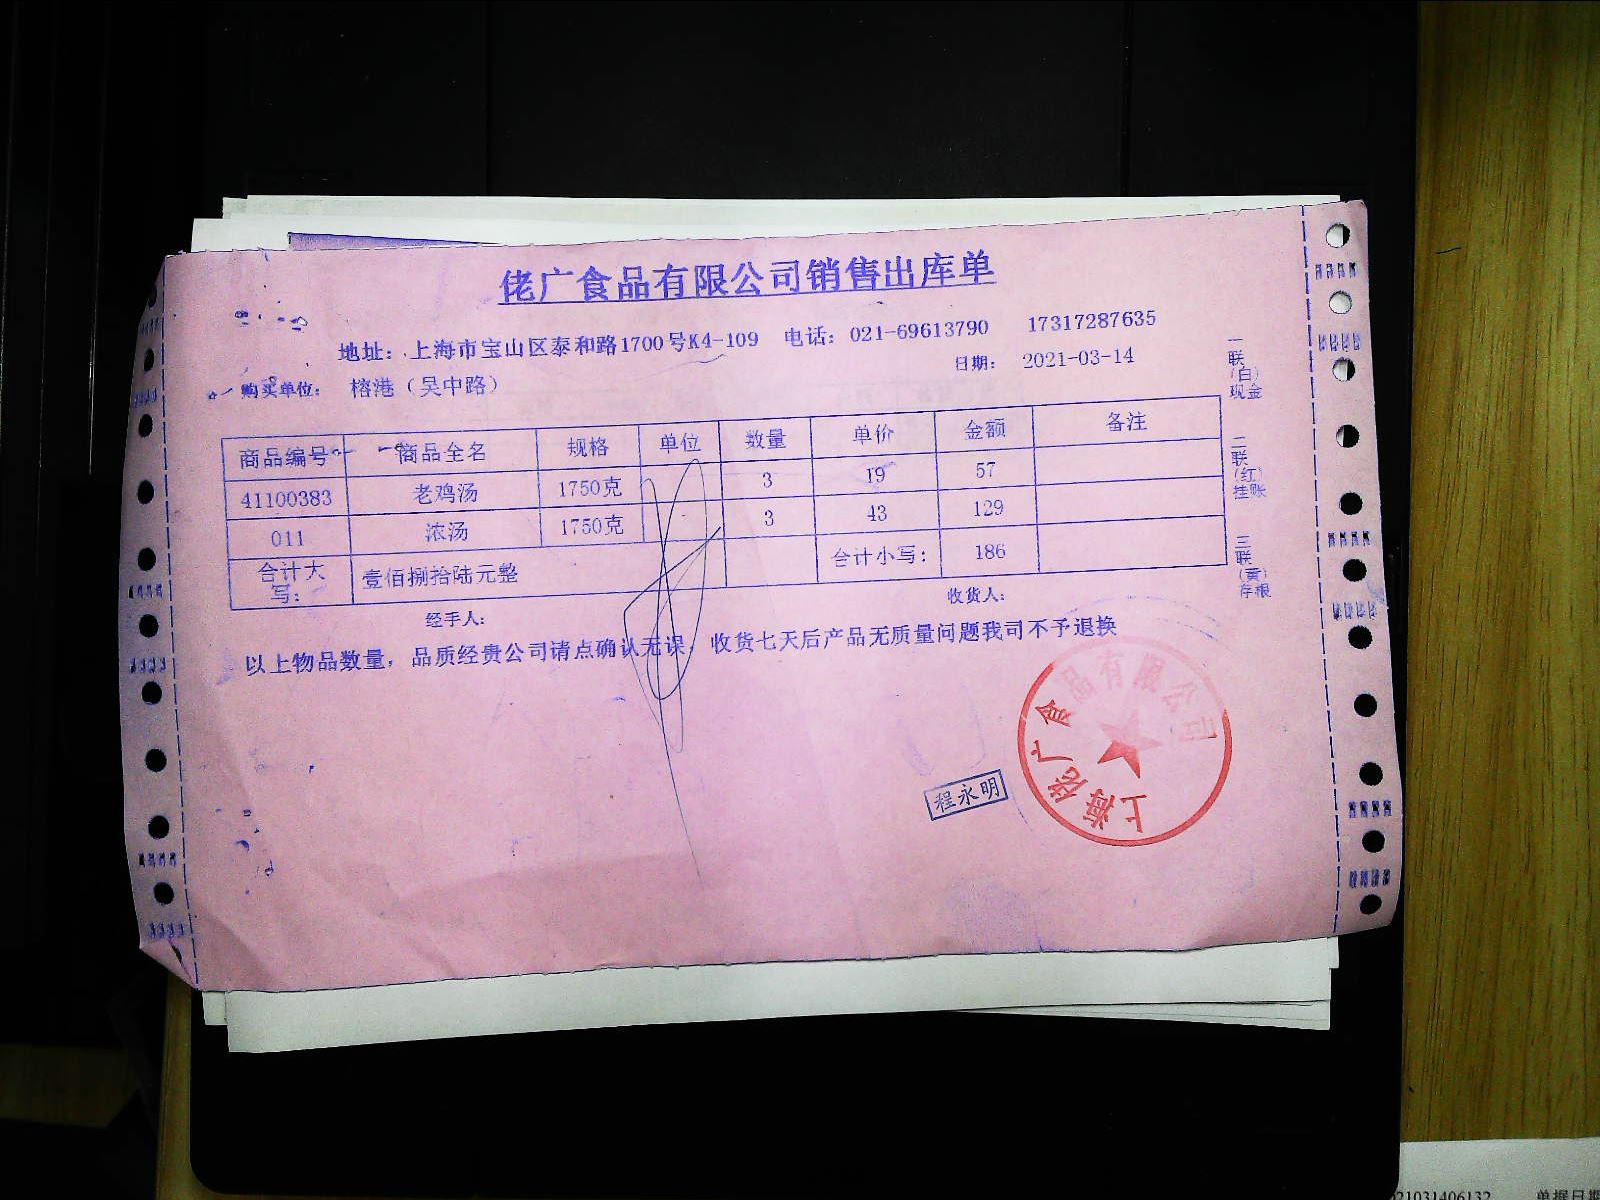 佬广食品有限公司销售出库单
地址：上海市宝山区泰和路1700号K4-109 电话：021-69613790 17317287635
日期： 2021-03-14
购买单位： 榕港（吴中路）
商品编号 商品全名 规格 单位 数量 单价 金额 备注
41100383 老鸡汤 1750克 3 19 57
011 浓汤 1750克 3 43 129
合计大写： 壹佰捌拾陆元整 合计小写： 186
经手人： 收货人：
以上物品数量，品质经贵公司请点确认无误，收货七天后产品无质量问题我司不予退换
一联（白）现金
二联（红）挂账
三联（黄）存根
程永明
上海佬广食品有限公司
21031406132 单据日期